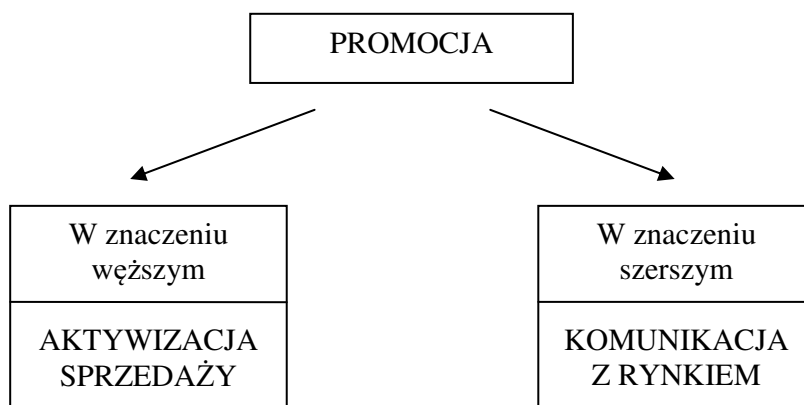 PROMOCJA
W znaczeniu
węższym
AKTYWIZACJA
SPRZEDAŻY
W znaczeniu
szerszym
KOMUNIKACJA
Z RYNKIEM